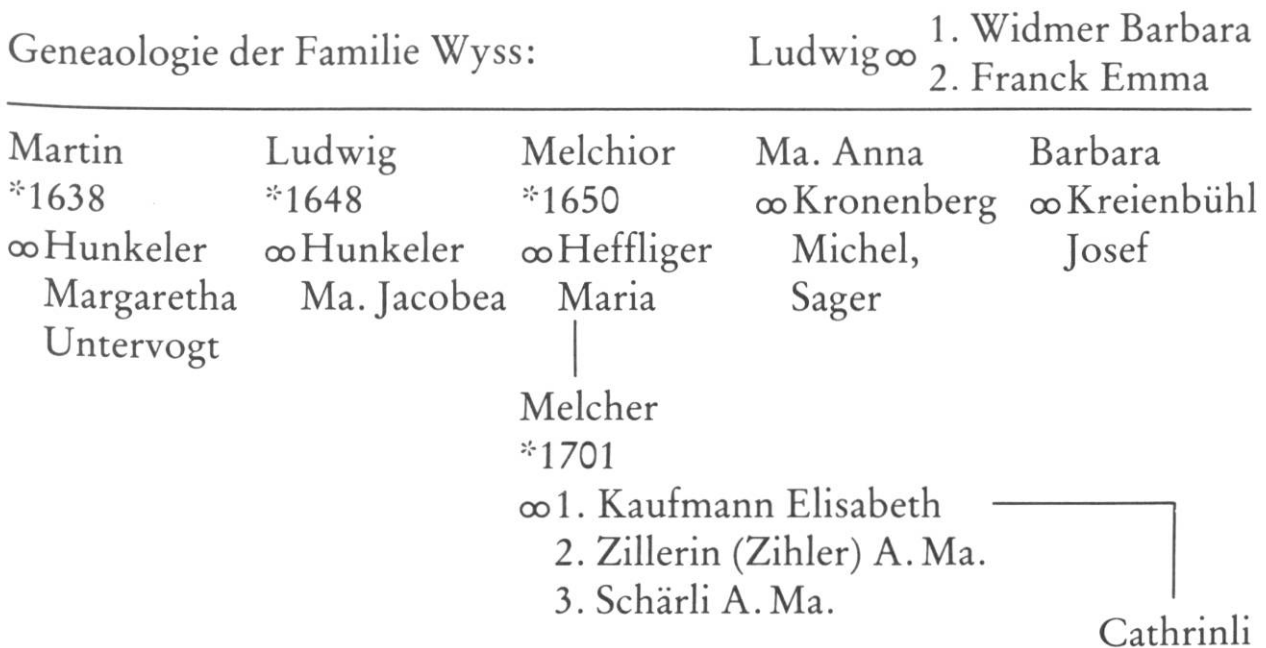 Geneaologie der Familie Wyss:
Ludwig ∞ 1. Widmer Barbara
2. Franck Emma
Martin
*1638
∞ Hunkeler
Margaretha
Untervogt
Ludwig
*1648
∞ Hunkeler
Ma. Jacobea
Melchior
*1650
∞ Heffliger
Maria
Ma. Anna
∞ Kronenberg
Michel,
Sager
Barbara
∞ Kreienbühl
Josef
Melcher
*1701
∞ 1. Kaufmann Elisabeth
2. Zillerin (Zihler) A. Ma.
3. Schärli A. Ma.
Cathrinli